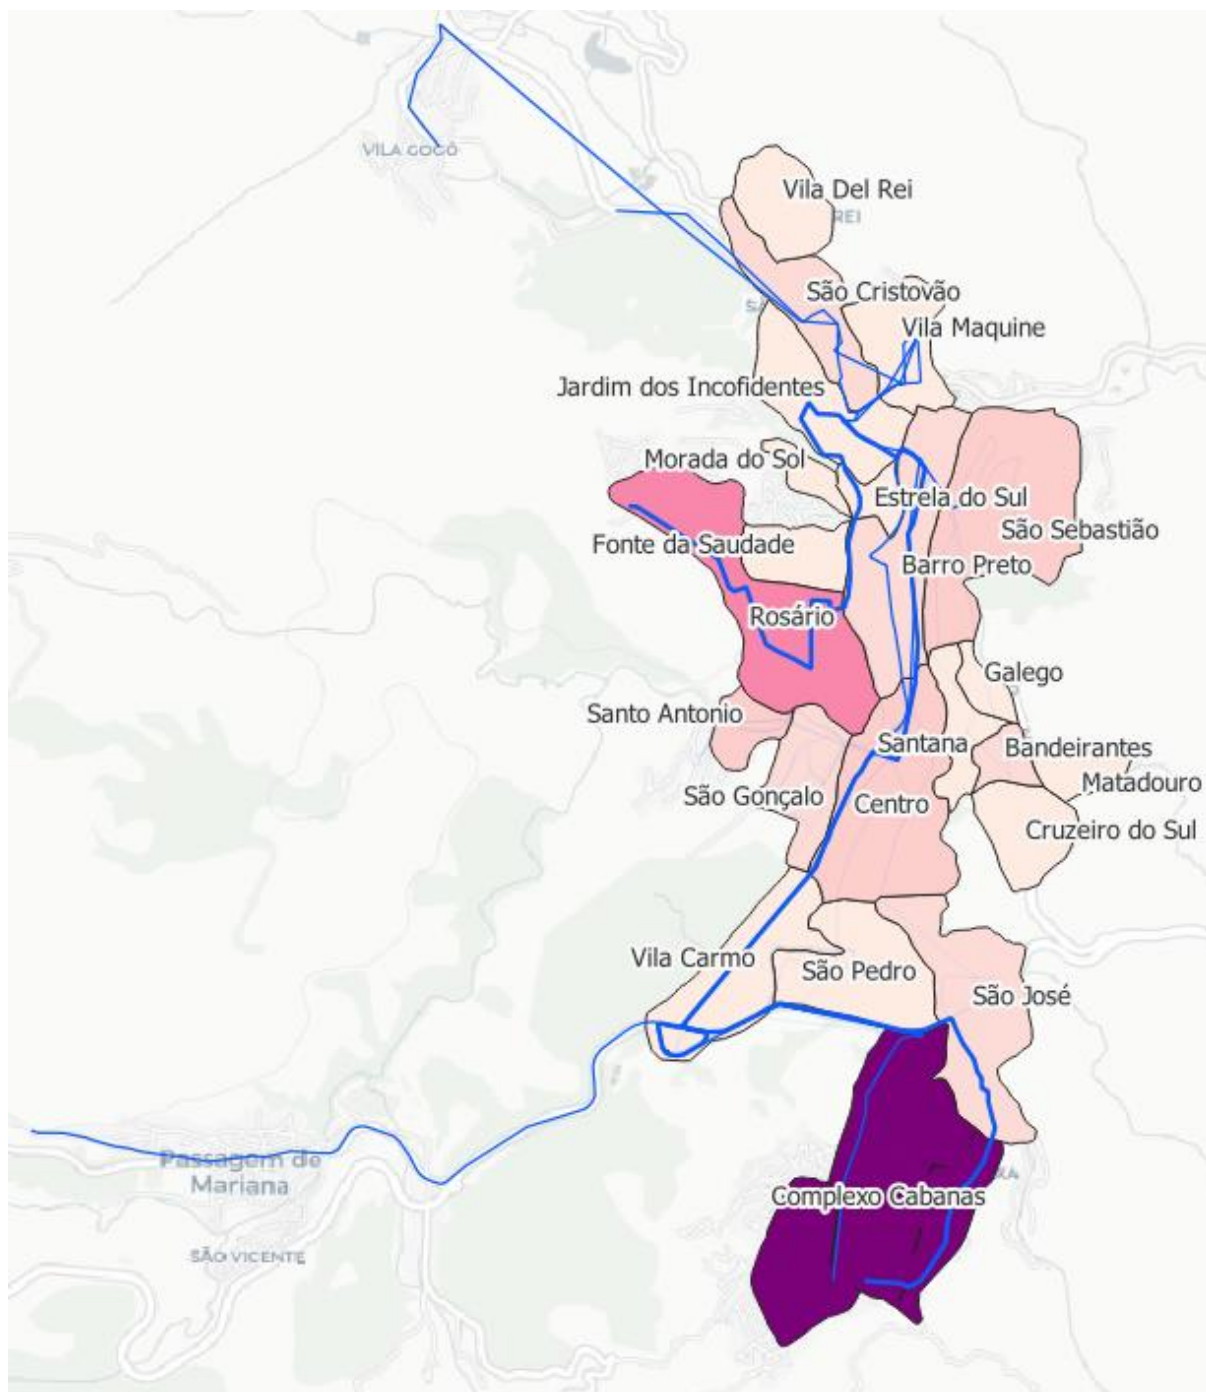 VILA GOGÔ
Vila Del Rei
REI
São Cristovão
Vila Maquine
Jardim dos Incofidentes
Morada do Sol
Estrela do Sul
São Sebastião
Fonte da Saudade
Barro Preto
Rosário
Galego
Santo Antonio
Santana
Bandeirantes
Matadouro
São Gonçalo
Centro
Cruzeiro do Sul
Vila Carmo
São Pedro
São José
Passagem de
Mariana
Complexo Cabanas
SÃO VICENTE